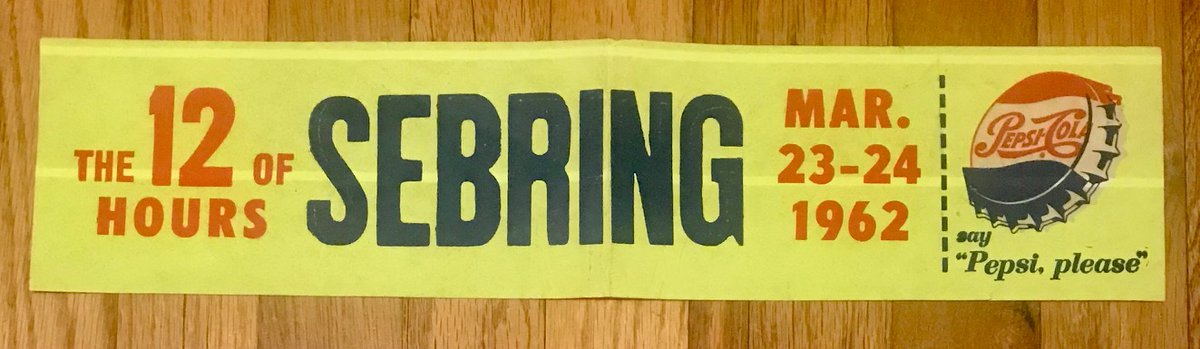 THE 12 OF
HOURS
SEBRING
MAR.
23-24
1962
PEPSI-COLA
say
"Pepsi, please"